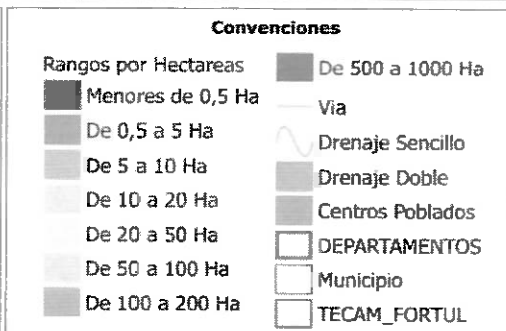 Convenciones
Rangos por Hectareas
Menores de 0,5 Ha
De 0,5 a 5 Ha
De 5 a 10 Ha
De 10 a 20 Ha
De 20 a 50 Ha
De 50 a 100 Ha
De 100 a 200 Ha
De 500 a 1000 Ha
Via
Drenaje Sencillo
Drenaje Doble
Centros Poblados
DEPARTAMENTOS
Municipio
TECAM_FORTUL